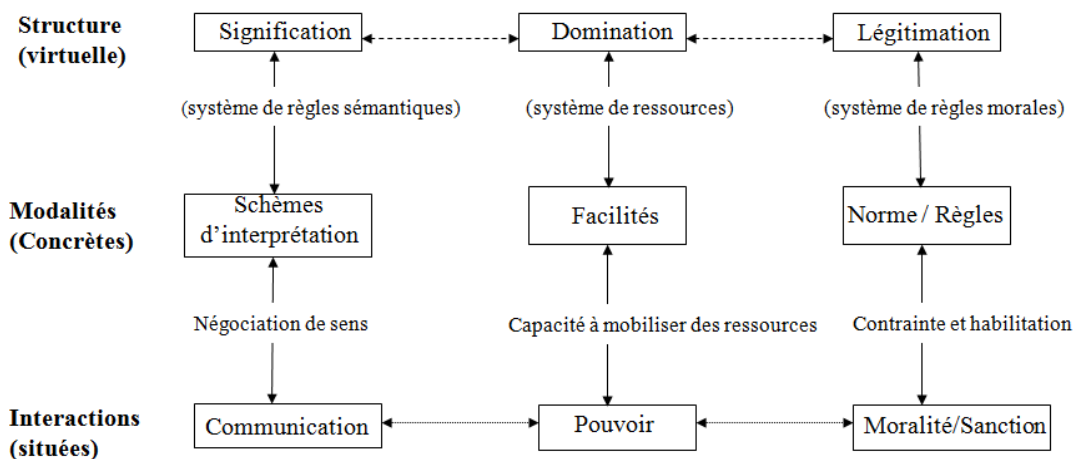 Structure
(virtuelle)
Signification
Domination
Légitimation
(système de règles sémantiques)
(système de ressources)
(système de règles morales)
Modalités
(Concrètes)
Schèmes
d’interprétation
Facilités
Norme / Règles
Négociation de sens
Capacité à mobiliser des ressources
Contrainte et habilitation
Interactions
(situées)
Communication
Pouvoir
Moralité/Sanction